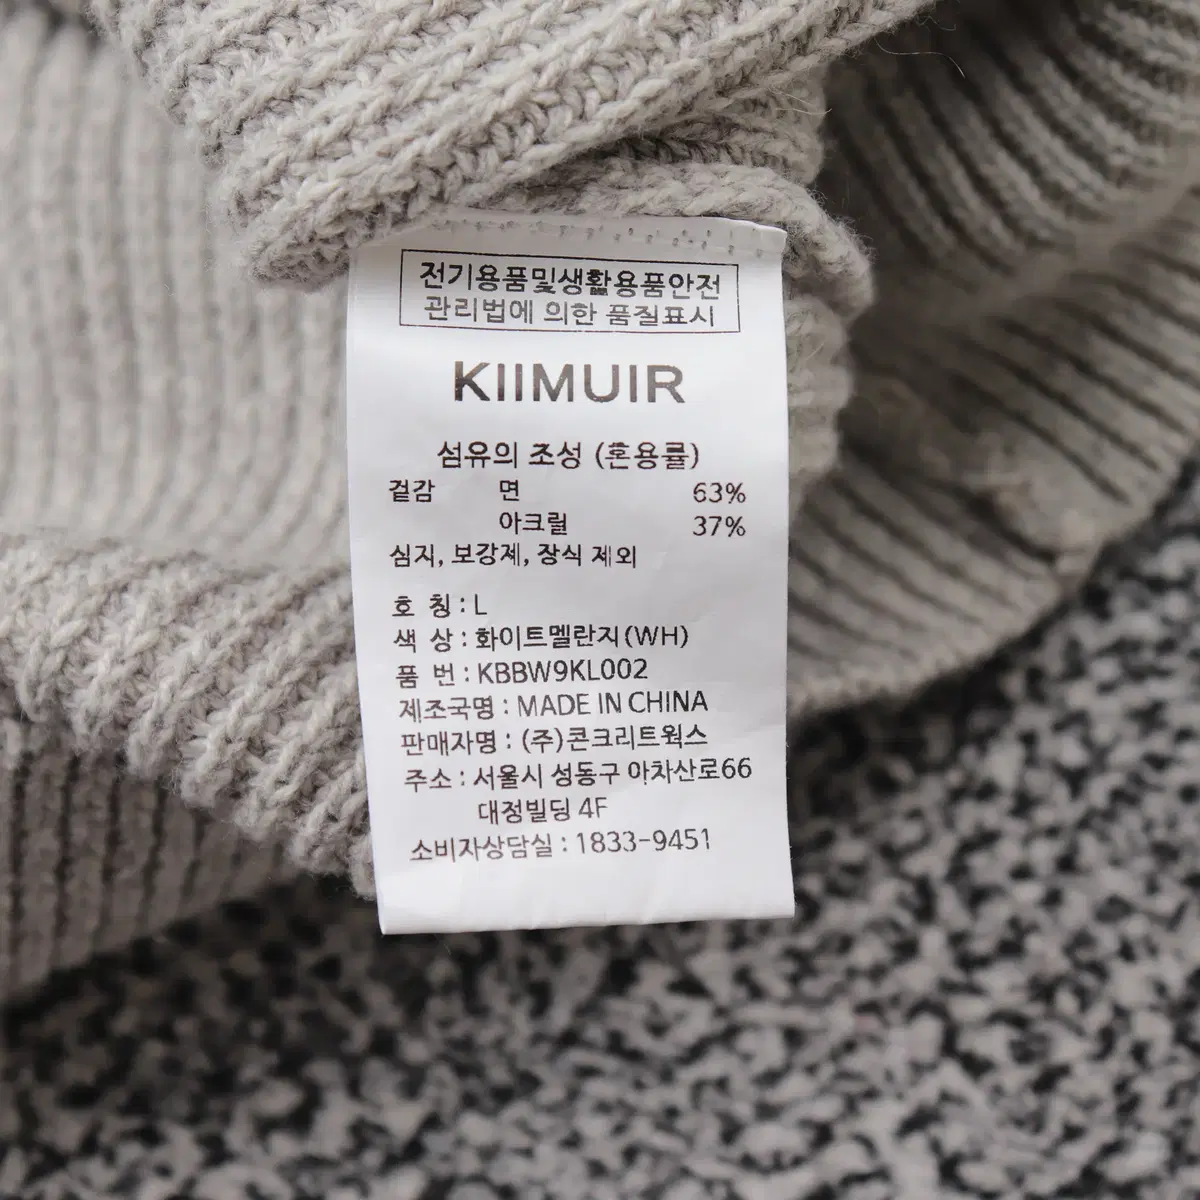 전기용품및생활용품안전
관리법에 의한 품질표시
KIIMUIR
섬유의 조성 (혼용률)
겉감 면 63%
아크릴 37%
심지, 보강제, 장식 제외
호 칭 : L
색 상 : 화이트멜란지(WH)
품 번 : KBBW9KL002
제조국명 : MADE IN CHINA
판매자명 : (주)콘크리트웍스
주소 : 서울시 성동구 아차산로66
대정빌딩 4F
소비자상담실 : 1833-9451